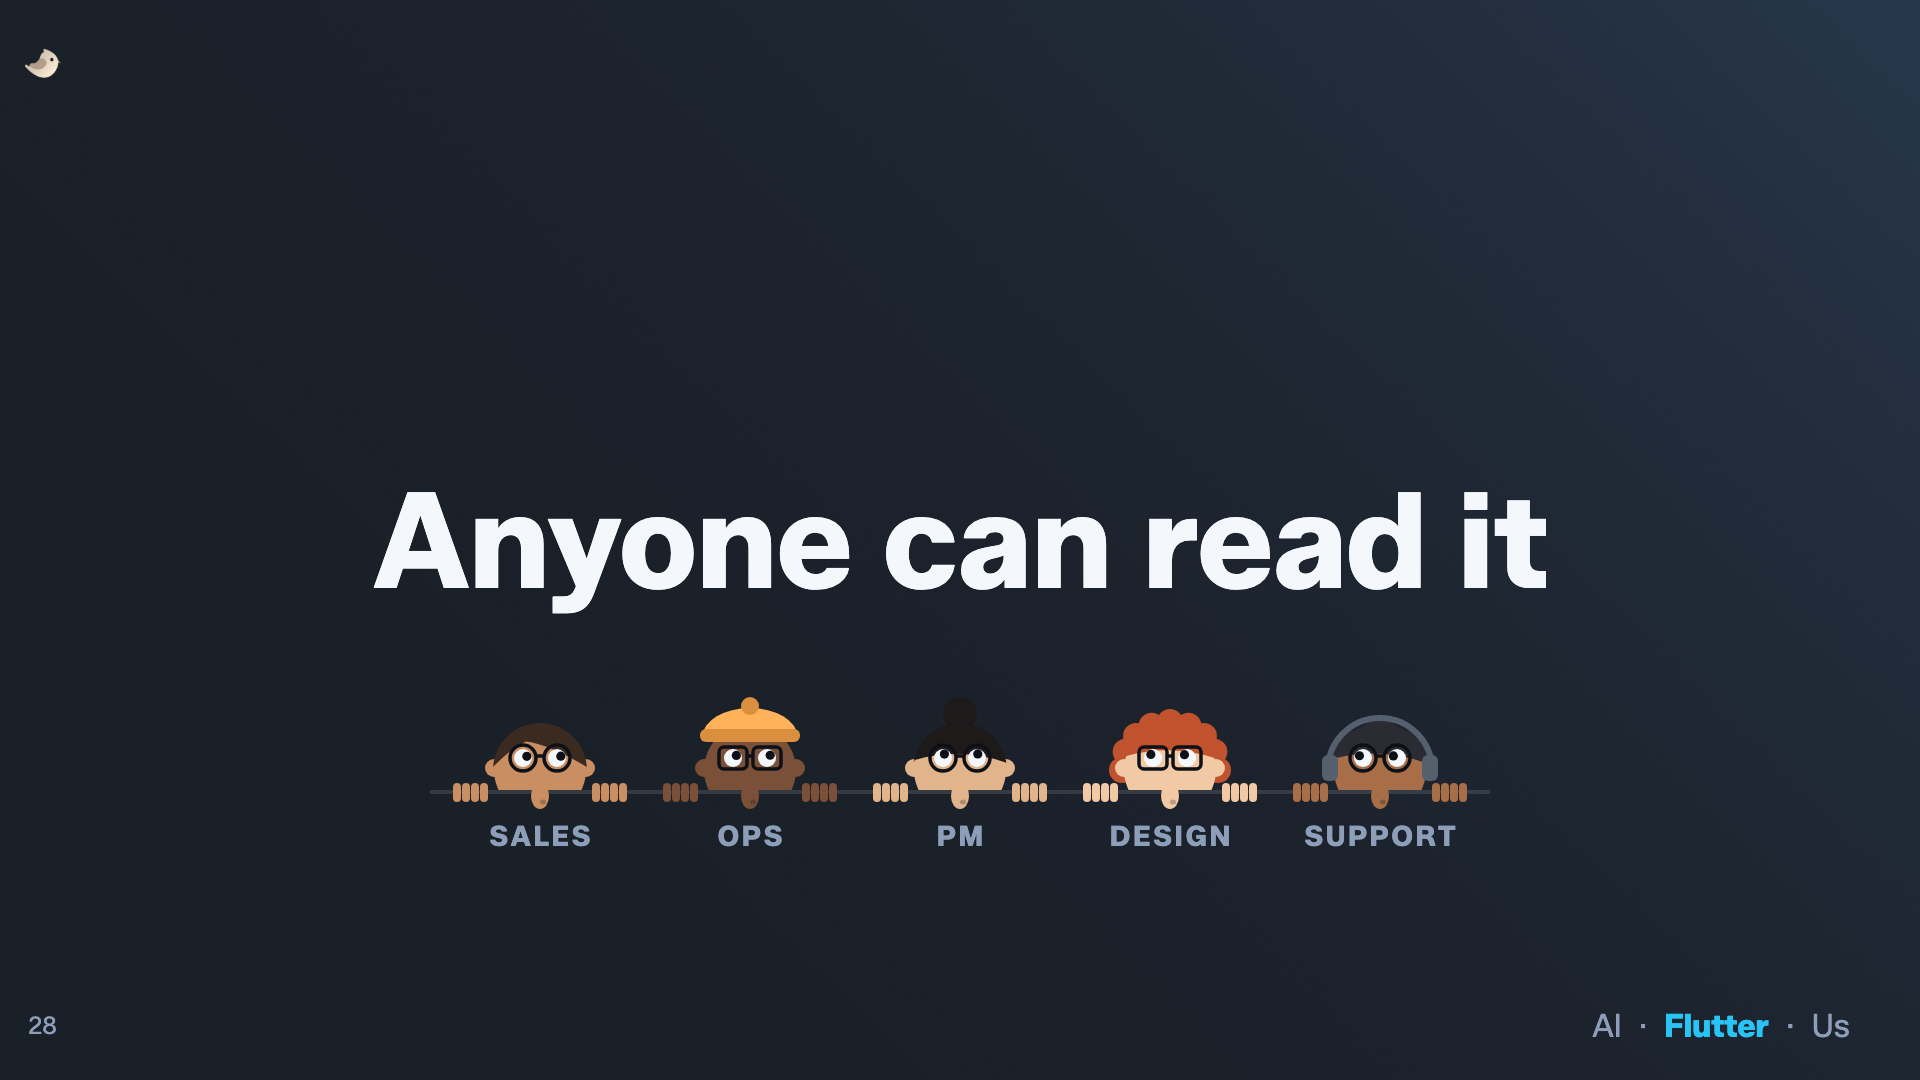 Anyone can read it
SALES OPS PM DESIGN SUPPORT
28
AI · Flutter · Us